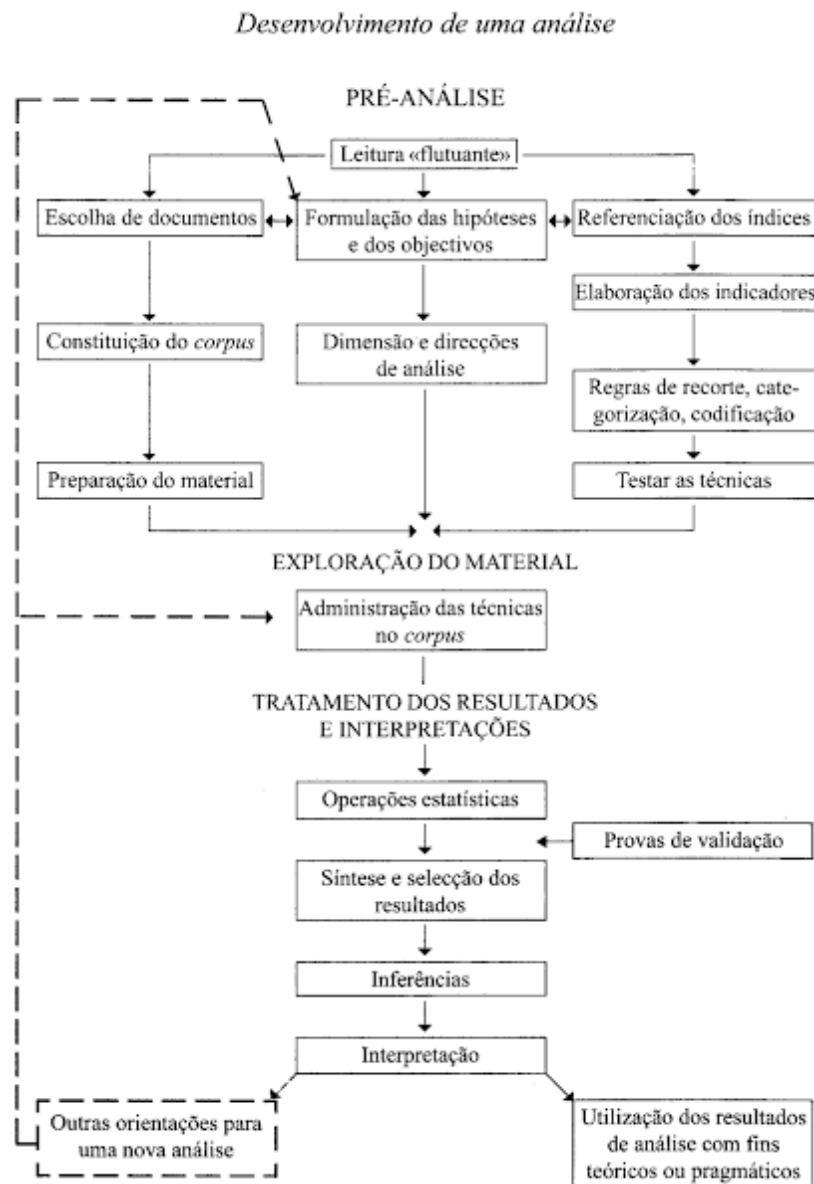 Desenvolvimento de uma análise
PRÉ-ANÁLISE
Leitura «flutuante»
Escolha de documentos
Formulação das hipóteses
e dos objectivos
Referenciação dos índices
Elaboração dos indicadores
Constituição do corpus
Dimensão e direcções
de análise
Regras de recorte, cate-
gorização, codificação
Preparação do material
Testar as técnicas
EXPLORAÇÃO DO MATERIAL
Administração das técnicas
no corpus
TRATAMENTO DOS RESULTADOS
E INTERPRETAÇÕES
Operações estatísticas
Provas de validação
Síntese e selecção dos
resultados
Inferências
Interpretação
Outras orientações para
uma nova análise
Utilização dos resultados
de análise com fins
teóricos ou pragmáticos